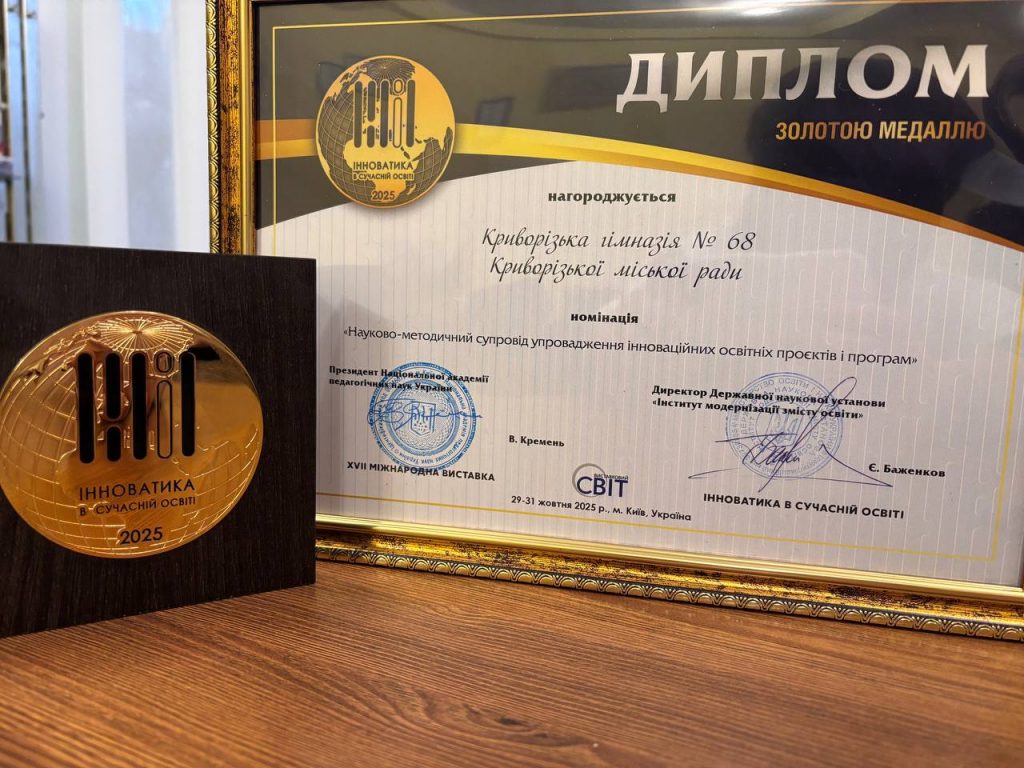 ІННОВАТИКА
В СУЧАСНІЙ ОСВІТІ
2025
ДИПЛОМ
ЗОЛОТОЮ МЕДАЛЛЮ
ІННОВАТИКА
В СУЧАСНІЙ ОСВІТІ
2025
нагороджується
Криворізька гімназія № 68
Криворізької міської ради
номінація
«Науково-методичний супровід упровадження інноваційних освітніх проєктів і програм»
Президент Національної академії
педагогічних наук України
В. Кремень
Директор Державної наукової установи
«Інститут модернізації змісту освіти»
Є. Баженков
XVII МІЖНАРОДНА ВИСТАВКА
ВИСТАВКОВИЙ
СВІТ
29-31 жовтня 2025 р., м. Київ, Україна
ІННОВАТИКА В СУЧАСНІЙ ОСВІТІ